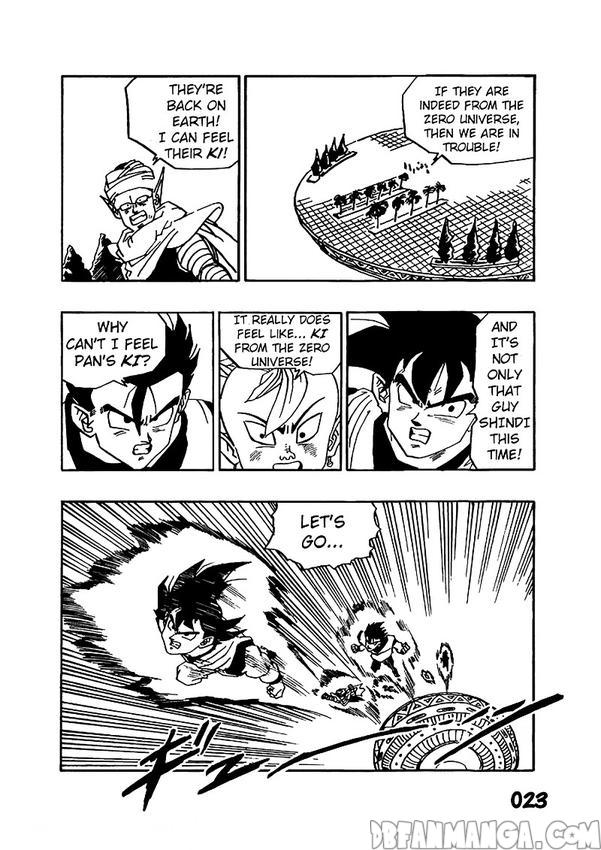 IF THEY ARE
INDEED FROM THE
ZERO UNIVERSE,
THEN WE ARE IN
TROUBLE!
THEY'RE
BACK ON
EARTH!
I CAN FEEL
THEIR KI!
AND
IT'S
NOT
ONLY
THAT
GUY
SHINDI
THIS
TIME!
IT REALLY DOES
FEEL LIKE... KI
FROM THE ZERO
UNIVERSE!
WHY
CAN'T I FEEL
PAN'S KI?
LET'S
GO...
ギュー
023
DBFANMANGA.COM